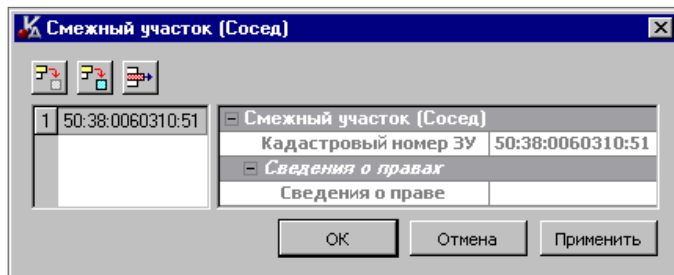 Смежный участок (Сосед)
1 50:38:0060310:51
Смежный участок (Сосед)
Кадастровый номер ЗУ 50:38:0060310:51
Сведения о правах
Сведения о праве
ОК Отмена Применить